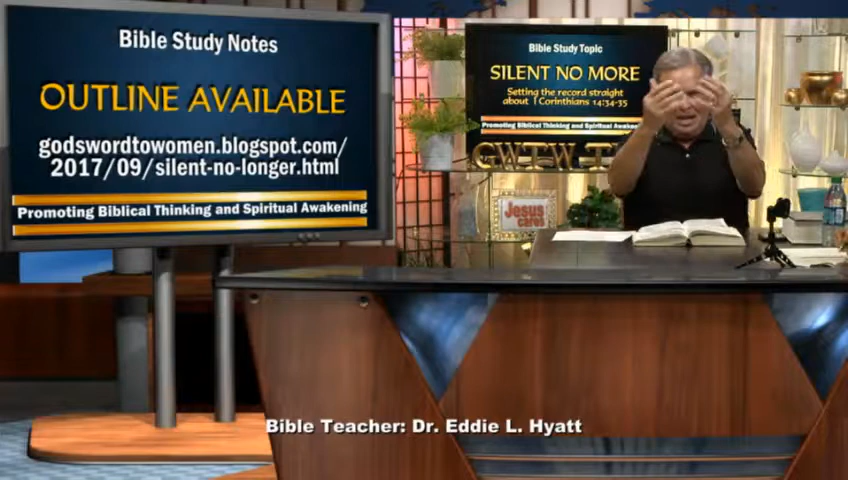 Bible Study Notes
OUTLINE AVAILABLE
godswordtowomen.blogspot.com/
2017/09/silent-no-longer.html
Promoting Biblical Thinking and Spiritual Awakening
Bible Study Topic
SILENT NO MORE
Setting the record straight
about 1 Corinthians 14:34-35
Promoting Biblical Thinking and Spiritual Awake
GWTW
Jesus
cares
Bible Teacher: Dr. Eddie L. Hyatt